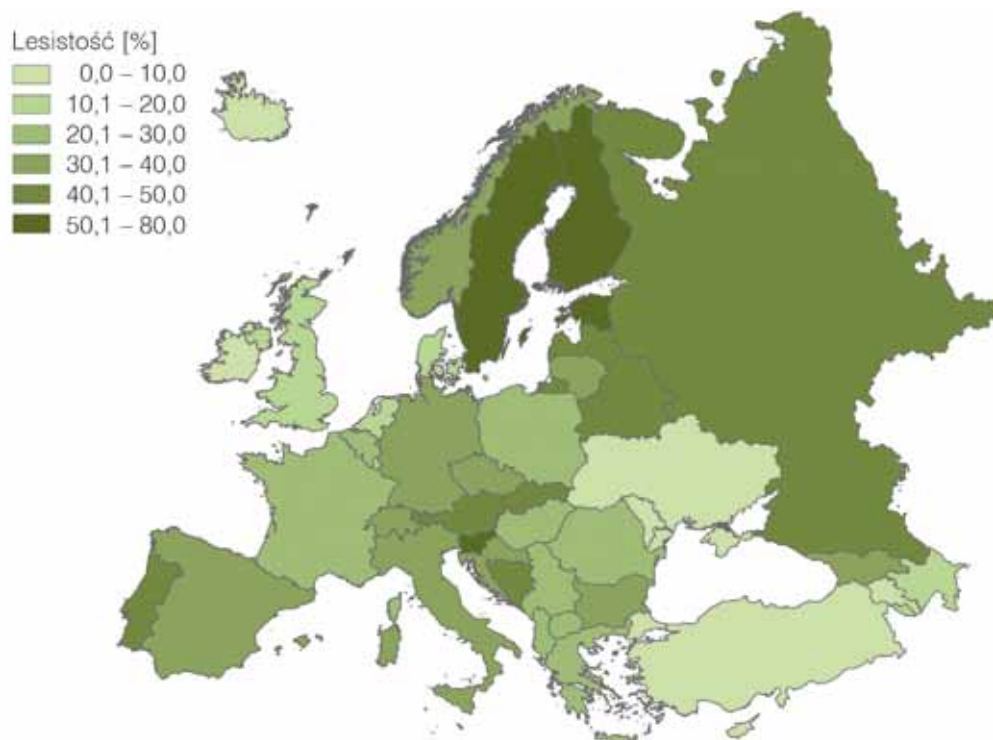 Lesistość [%]
0,0 – 10,0
10,1 – 20,0
20,1 – 30,0
30,1 – 40,0
40,1 – 50,0
50,1 – 80,0